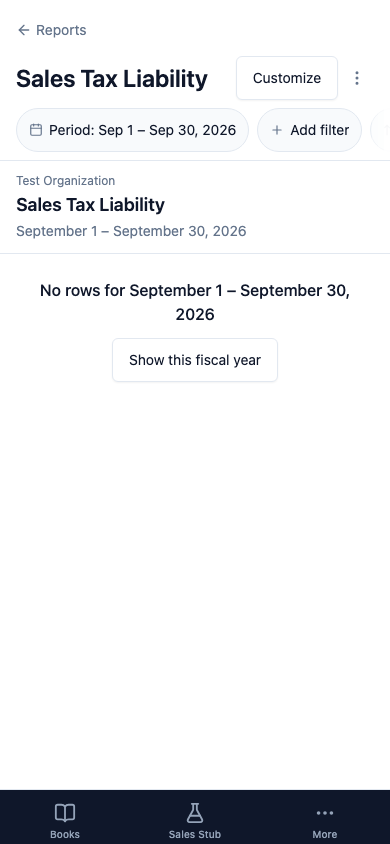 Reports
Sales Tax Liability
Customize
Period: Sep 1 – Sep 30, 2026
Add filter
Test Organization
Sales Tax Liability
September 1 – September 30, 2026
No rows for September 1 – September 30,
2026
Show this fiscal year
Books
Sales Stub
More